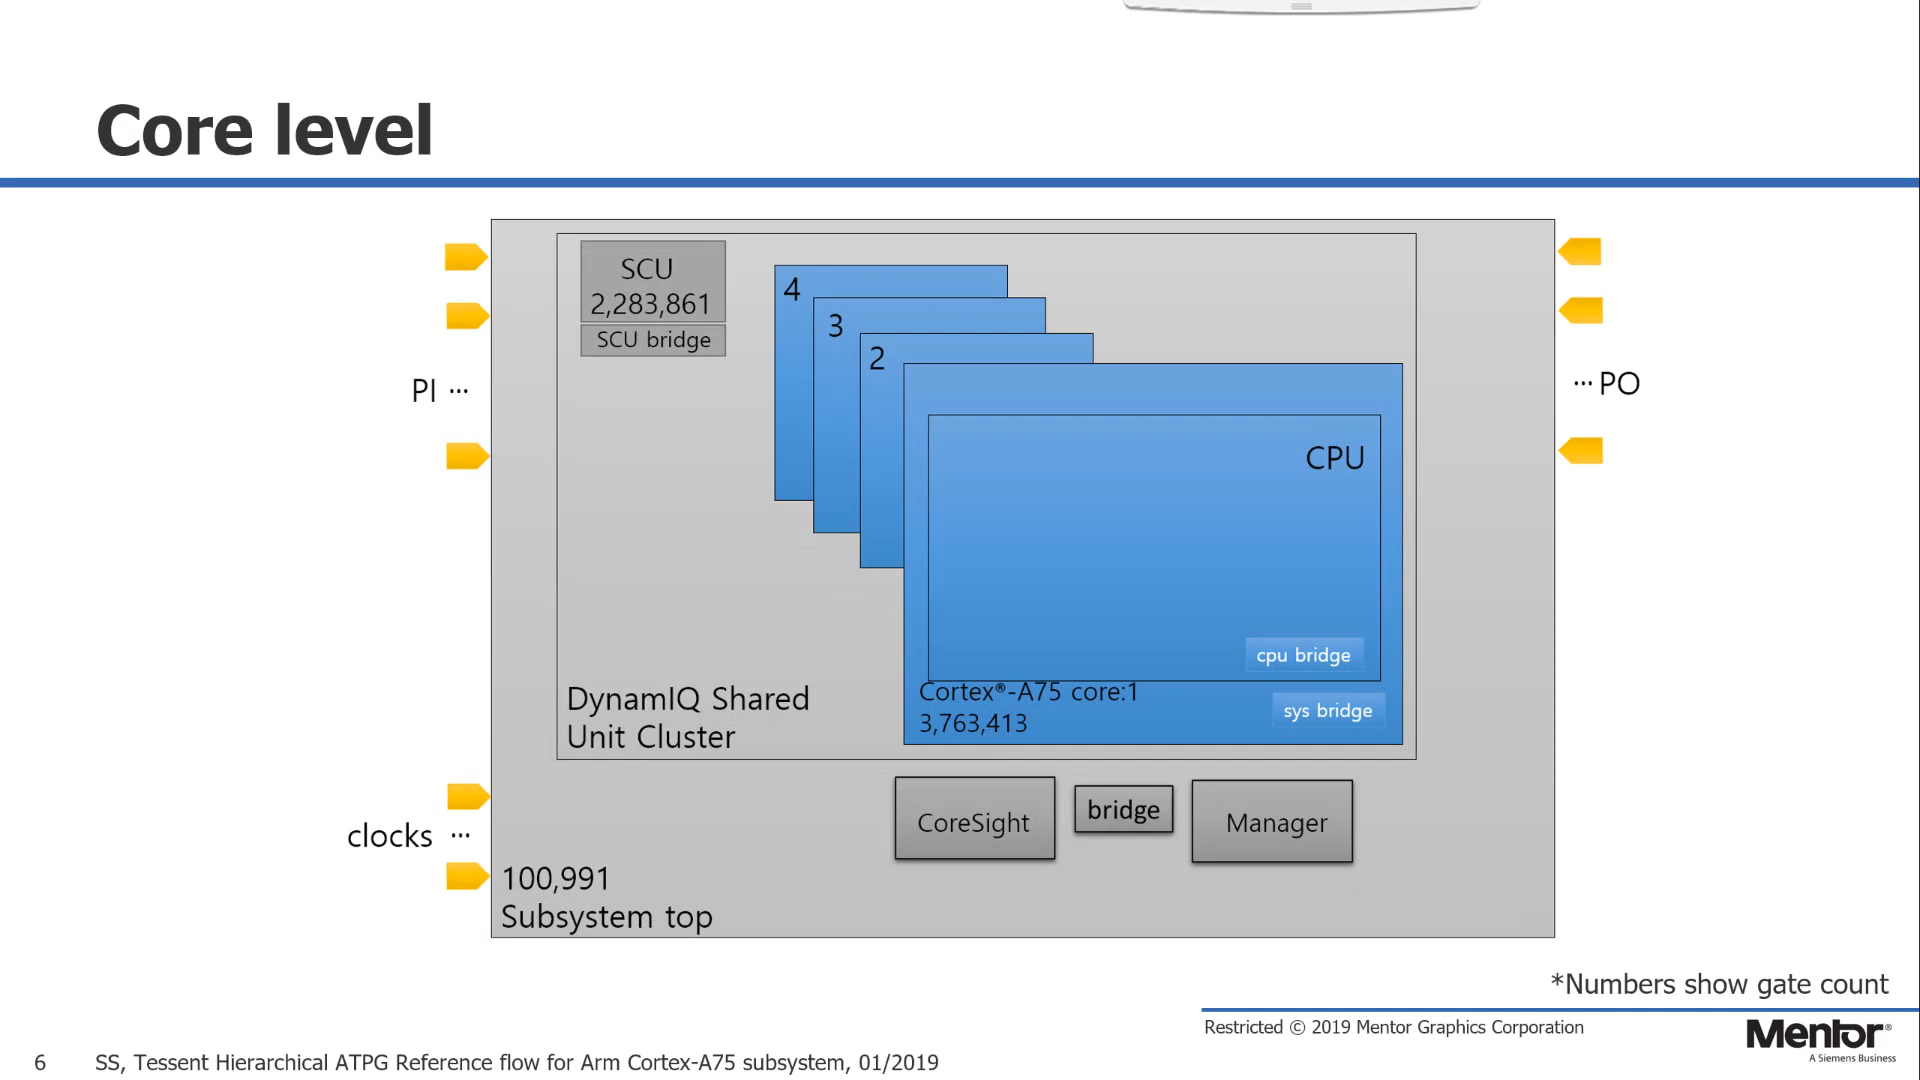 Core level
SCU
2,283,861
SCU bridge
4
3
2
CPU
cpu bridge
Cortex®-A75 core:1
3,763,413
sys bridge
DynamIQ Shared
Unit Cluster
PI ...
... PO
clocks ...
CoreSight
bridge
Manager
100,991
Subsystem top
*Numbers show gate count
Restricted © 2019 Mentor Graphics Corporation
Mentor®
A Siemens Business
6
SS, Tessent Hierarchical ATPG Reference flow for Arm Cortex-A75 subsystem, 01/2019